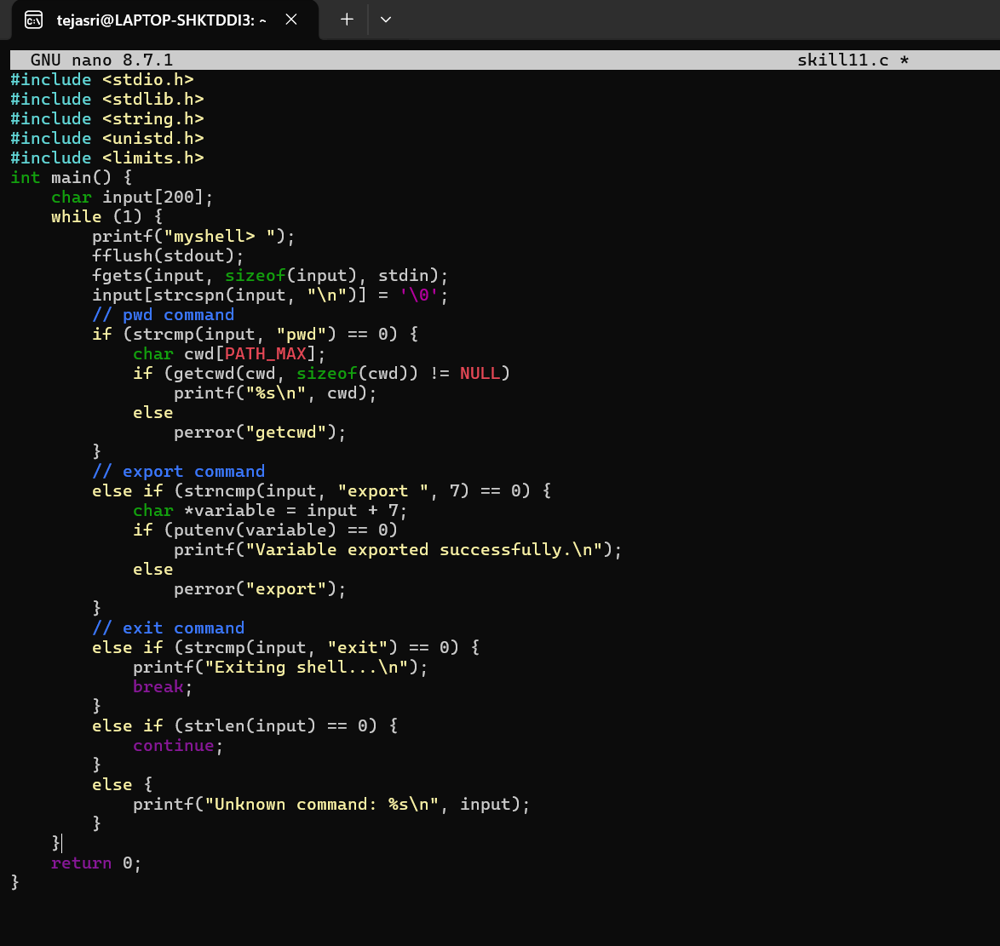 tejasri@LAPTOP-SHKTDDI3: ~
GNU nano 8.7.1 skill11.c *
#include <stdio.h>
#include <stdlib.h>
#include <string.h>
#include <unistd.h>
#include <limits.h>
int main() {
    char input[200];
    while (1) {
        printf("myshell> ");
        fflush(stdout);
        fgets(input, sizeof(input), stdin);
        input[strcspn(input, "\n")] = '\0';
        // pwd command
        if (strcmp(input, "pwd") == 0) {
            char cwd[PATH_MAX];
            if (getcwd(cwd, sizeof(cwd)) != NULL)
                printf("%s\n", cwd);
            else
                perror("getcwd");
        }
        // export command
        else if (strncmp(input, "export ", 7) == 0) {
            char *variable = input + 7;
            if (putenv(variable) == 0)
                printf("Variable exported successfully.\n");
            else
                perror("export");
        }
        // exit command
        else if (strcmp(input, "exit") == 0) {
            printf("Exiting shell...\n");
            break;
        }
        else if (strlen(input) == 0) {
            continue;
        }
        else {
            printf("Unknown command: %s\n", input);
        }
    }
    return 0;
}